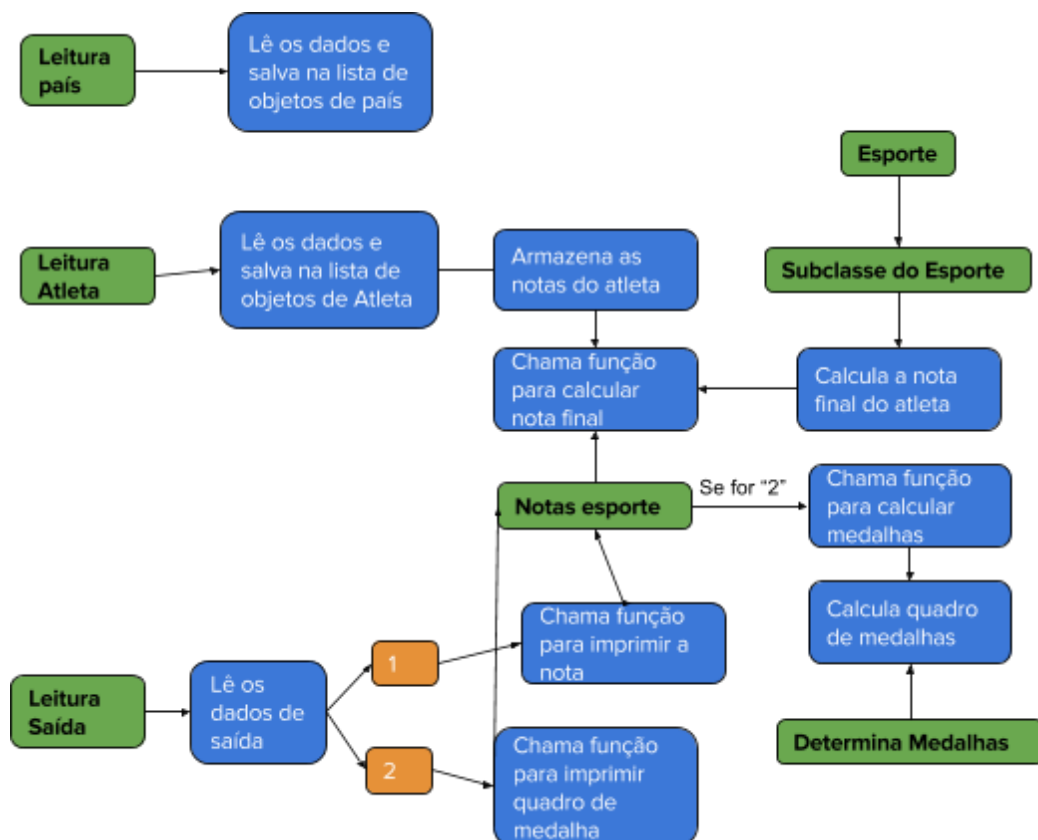 Leitura
país
Lê os dados e
salva na lista de
objetos de país
Esporte
Leitura
Atleta
Lê os dados e
salva na lista de
objetos de Atleta
Armazena as
notas do atleta
Subclasse do Esporte
Chama função
para calcular
nota final
Calcula a nota
final do atleta
Notas esporte
Se for “2”
Chama função
para calcular
medalhas
Chama função
para imprimir a
nota
Calcula quadro
de medalhas
Leitura
Saída
Lê os
dados de
saída
1
2
Chama função
para imprimir
quadro de
medalha
Determina Medalhas